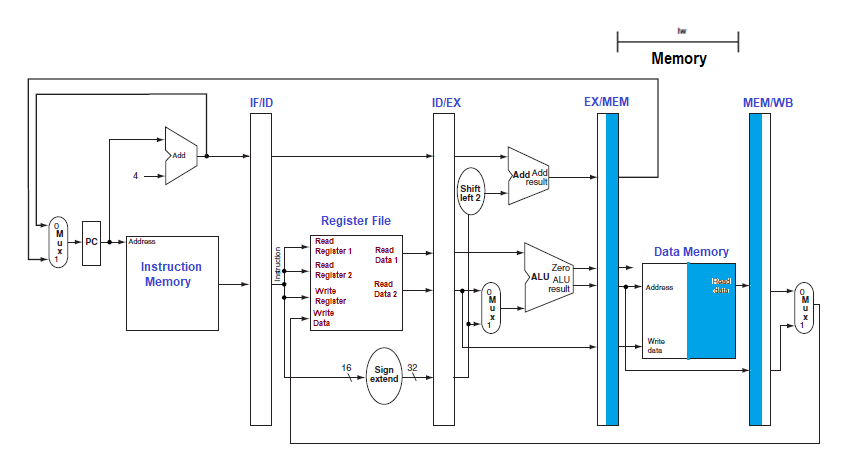 lw
Memory
IF/ID
ID/EX
EX/MEM
MEM/WB
Add
4
Add Add
result
Shift
left 2
0
M
u
x
1
PC
Address
Instruction
Memory
Instruction
Register File
Read
Register 1
Read
Register 2
Write
Register
Write
Data
Read
Data 1
Read
Data 2
0
M
u
x
1
Zero
ALU ALU
result
Data Memory
Address
Read
data
Write
data
0
M
u
x
1
16
Sign
extend
32